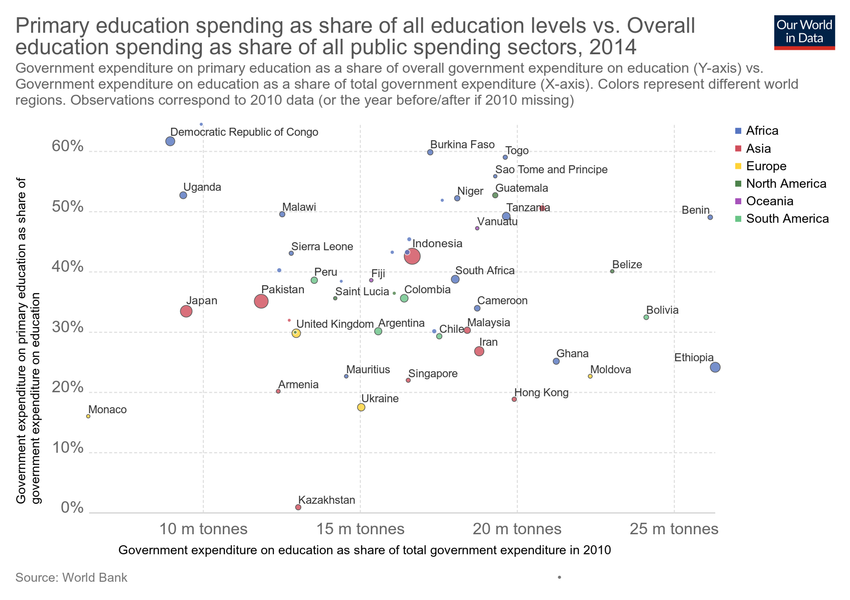 Primary education spending as share of all education levels vs. Overall
education spending as share of all public spending sectors, 2014
Our World
in Data
Government expenditure on primary education as a share of overall government expenditure on education (Y-axis) vs.
Government expenditure on education as a share of total government expenditure (X-axis). Colors represent different world
regions. Observations correspond to 2010 data (or the year before/after if 2010 missing)
Government expenditure on primary education as share of
government expenditure on education
60%
50%
40%
30%
20%
10%
0%
Democratic Republic of Congo
Burkina Faso
Togo
Sao Tome and Principe
Uganda
Niger
Guatemala
Malawi
Tanzania
Benin
Vanuatu
Sierra Leone
Indonesia
Peru
Fiji
South Africa
Belize
Pakistan
Saint Lucia
Colombia
Japan
Cameroon
Bolivia
United Kingdom
Argentina
Chile
Malaysia
Iran
Ghana
Ethiopia
Mauritius
Singapore
Moldova
Armenia
Hong Kong
Ukraine
Monaco
Kazakhstan
10 m tonnes
15 m tonnes
20 m tonnes
25 m tonnes
Government expenditure on education as share of total government expenditure in 2010
Africa
Asia
Europe
North America
Oceania
South America
Source: World Bank